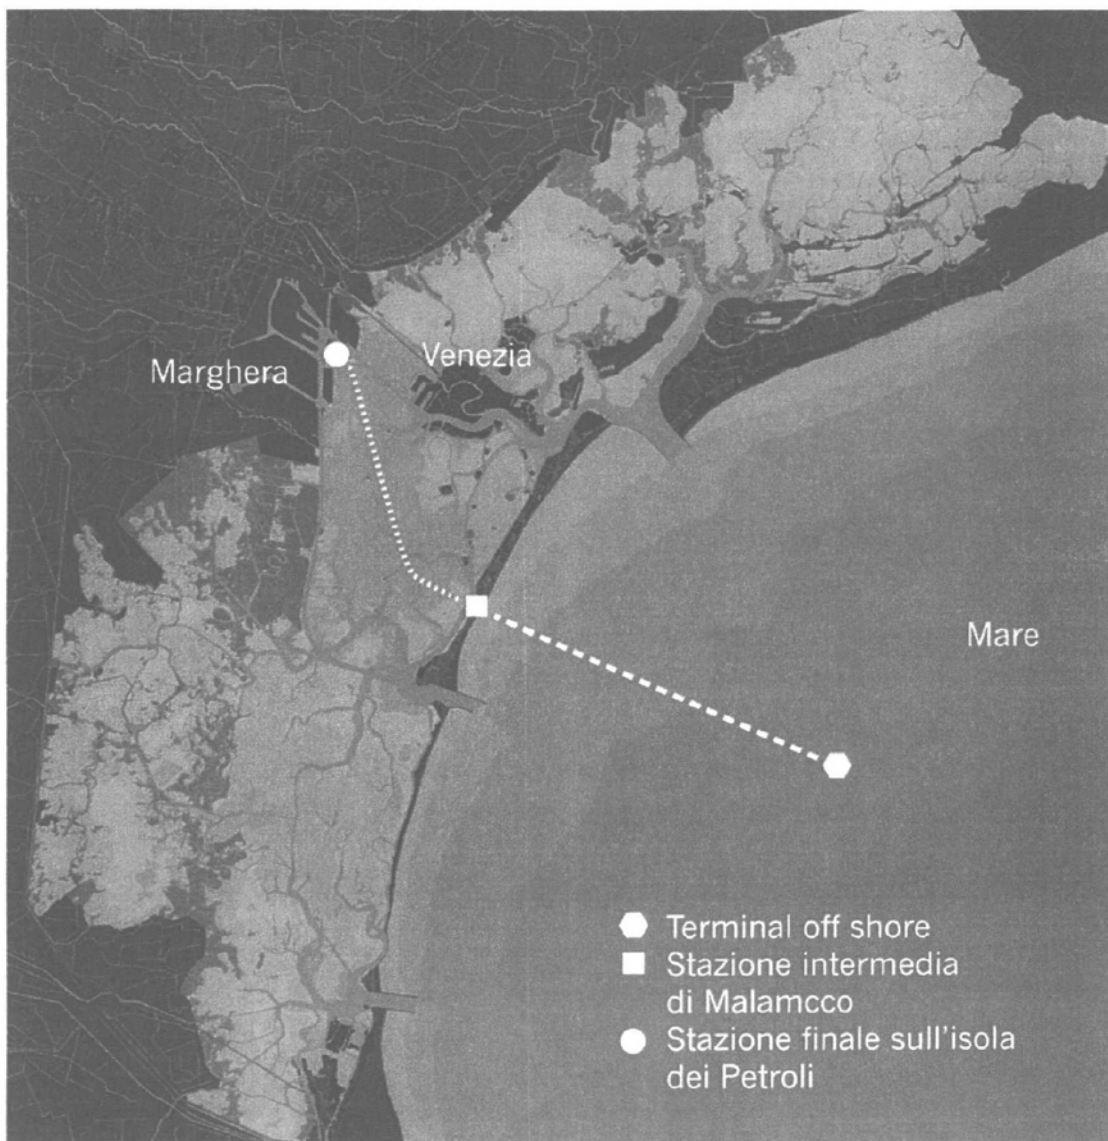 Venezia
Marghera
Mare
Terminal off shore
Stazione intermedia
di Malamcco
Stazione finale sull'isola
dei Petroli